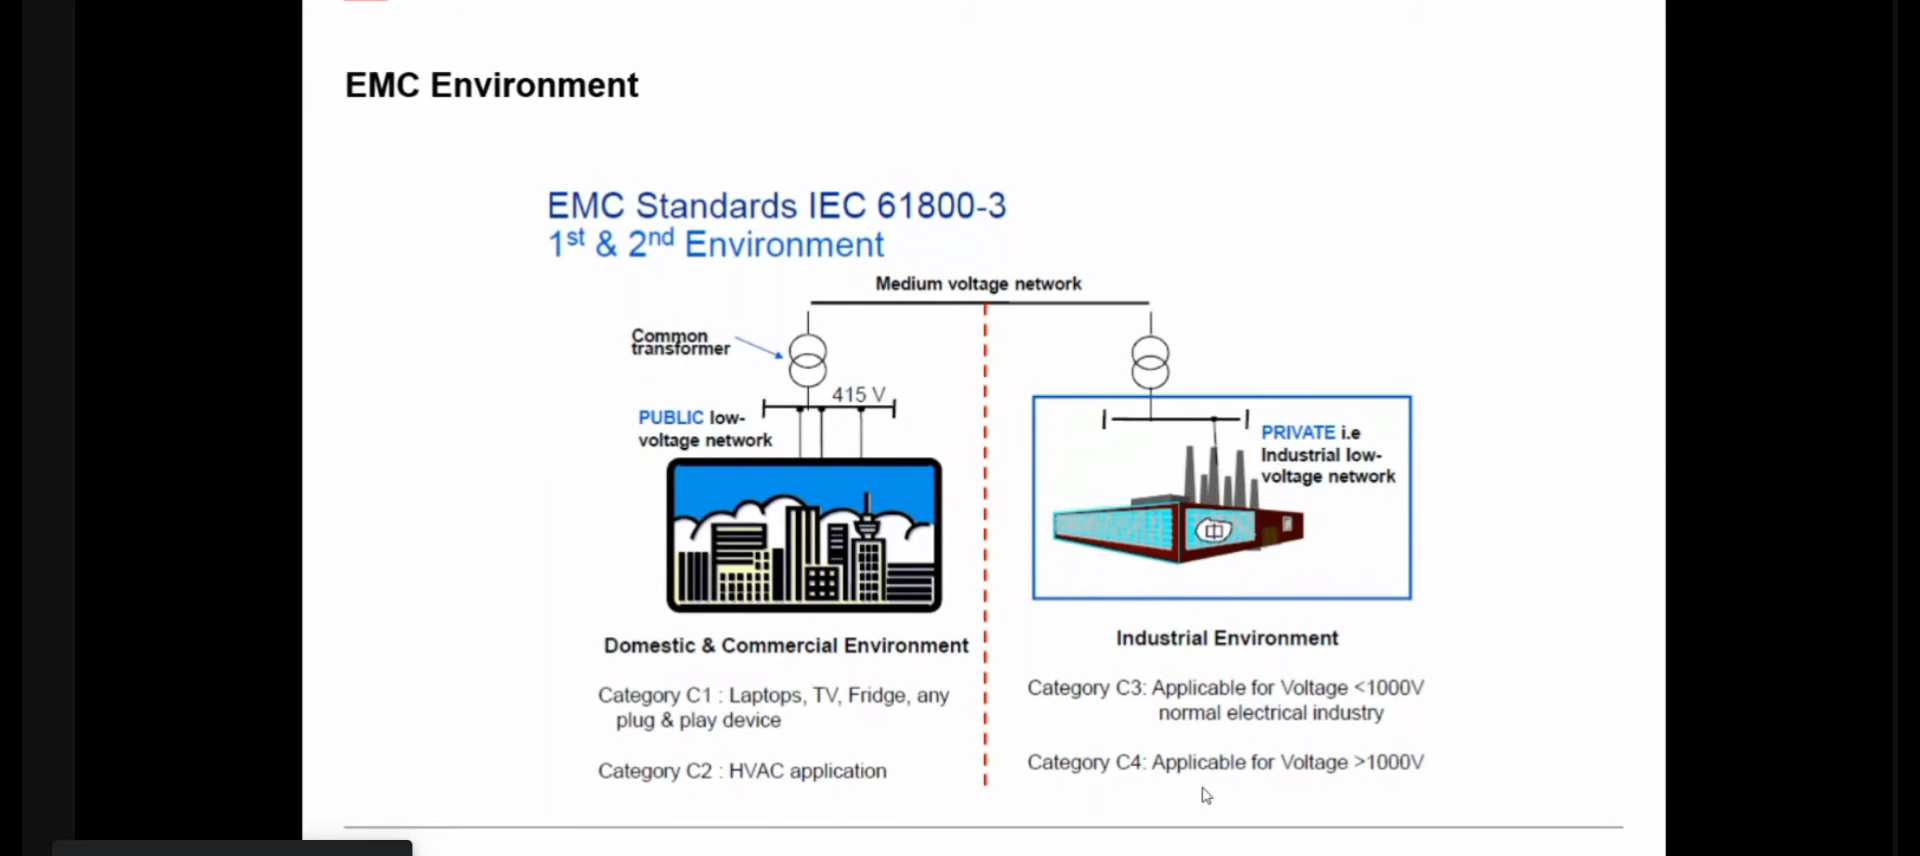 EMC Environment
EMC Standards IEC 61800-3
1st & 2nd Environment
Medium voltage network
Common
transformer
415 V
PUBLIC low-
voltage network
PRIVATE i.e
Industrial low-
voltage network
中
Domestic & Commercial Environment
Category C1 : Laptops, TV, Fridge, any
plug & play device
Category C2 : HVAC application
Industrial Environment
Category C3: Applicable for Voltage <1000V
normal electrical industry
Category C4: Applicable for Voltage >1000V